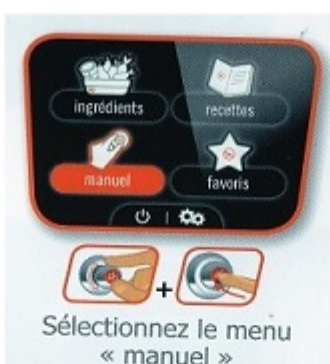 ingrédients
recettes
manuel
favoris
+
Sélectionnez le menu
« manuel »